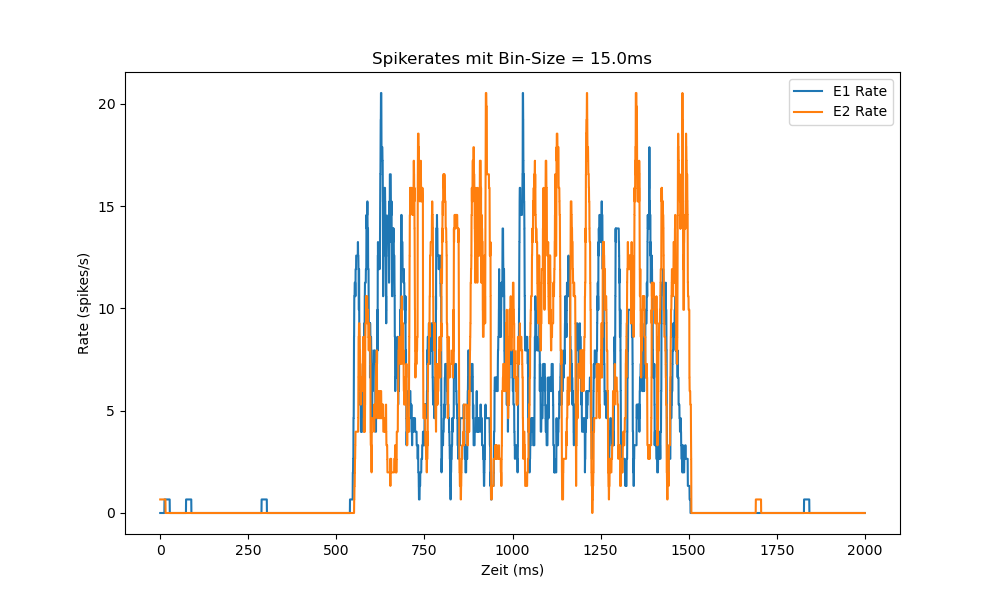 Spikerates mit Bin-Size = 15.0ms
E1 Rate
E2 Rate
Rate (spikes/s)
20
15
10
5
0
0 250 500 750 1000 1250 1500 1750 2000
Zeit (ms)